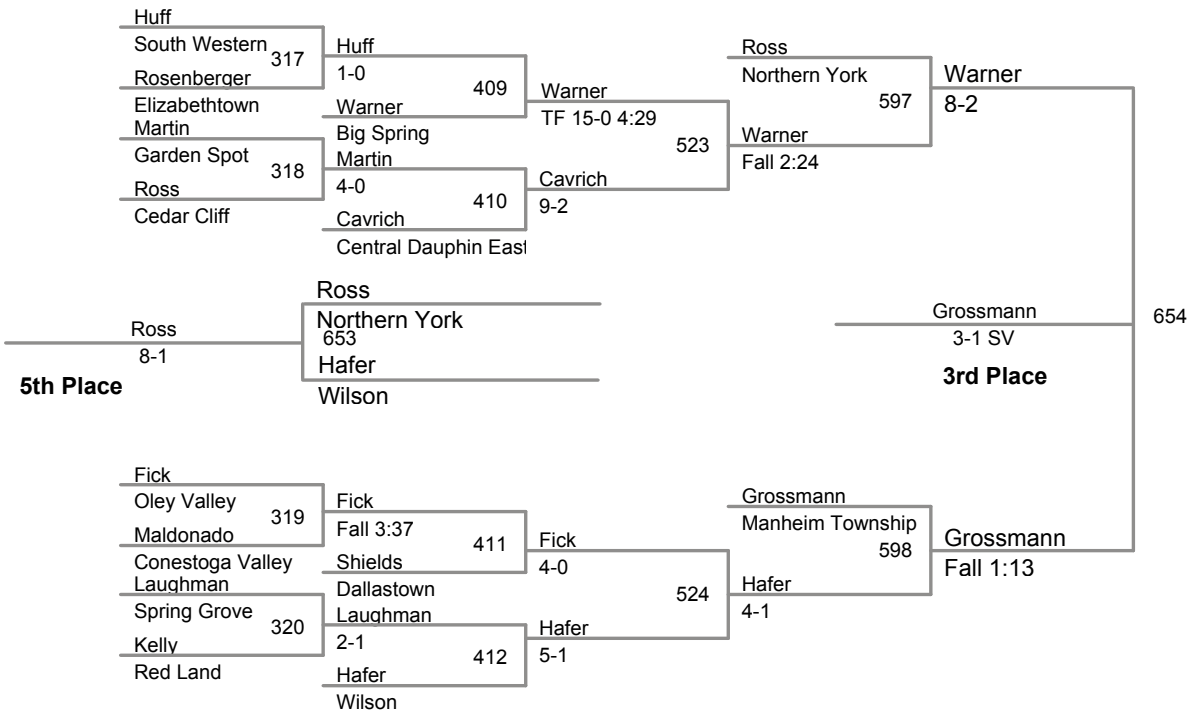 Huff
South Western
317
Rosenberger
Elizabethtown
Martin
Garden Spot
318
Ross
Cedar Cliff
Huff
1-0
409
Warner
Big Spring
Martin
4-0
410
Cavrich
Central Dauphin East
Warner
TF 15-0 4:29
523
Cavrich
9-2
Ross
Northern York
597
Warner
Fall 2:24
Warner
8-2
Ross
Northern York
653
Hafer
Wilson
Ross
8-1
5th Place
Grossmann
3-1 SV
3rd Place
654
Fick
Oley Valley
319
Maldonado
Conestoga Valley
Laughman
Spring Grove
320
Kelly
Red Land
Fick
Fall 3:37
411
Shields
Dallastown
Laughman
2-1
412
Hafer
Wilson
Fick
4-0
524
Hafer
5-1
Grossmann
Manheim Township
598
Hafer
4-1
Grossmann
Fall 1:13